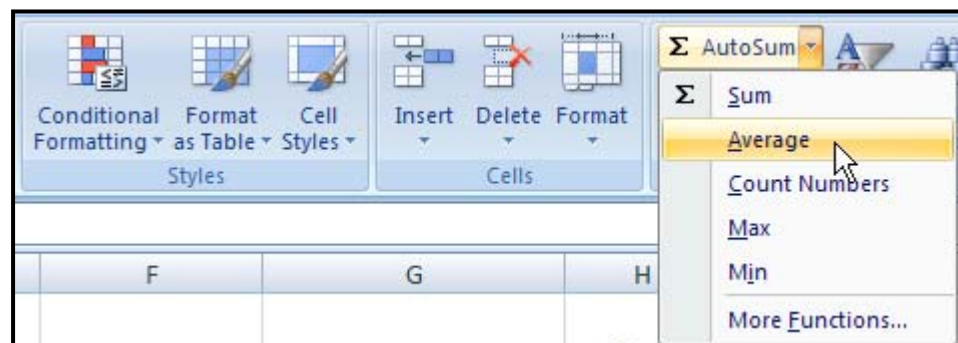 Σ AutoSum
Conditional Formatting
Format as Table
Cell Styles
Insert
Delete
Format
Styles
Cells
Σ Sum
Average
Count Numbers
Max
Min
More Functions...
F G H